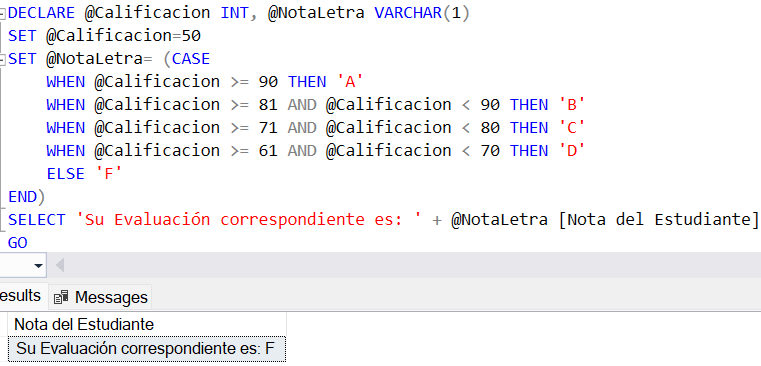 DECLARE @Calificacion INT, @NotaLetra VARCHAR(1)
SET @Calificacion=50
SET @NotaLetra= (CASE
WHEN @Calificacion >= 90 THEN 'A'
WHEN @Calificacion >= 81 AND @Calificacion < 90 THEN 'B'
WHEN @Calificacion >= 71 AND @Calificacion < 80 THEN 'C'
WHEN @Calificacion >= 61 AND @Calificacion < 70 THEN 'D'
ELSE 'F'
END)
SELECT 'Su Evaluación correspondiente es: ' + @NotaLetra [Nota del Estudiante]
GO
esults Messages
Nota del Estudiante
Su Evaluación correspondiente es: F